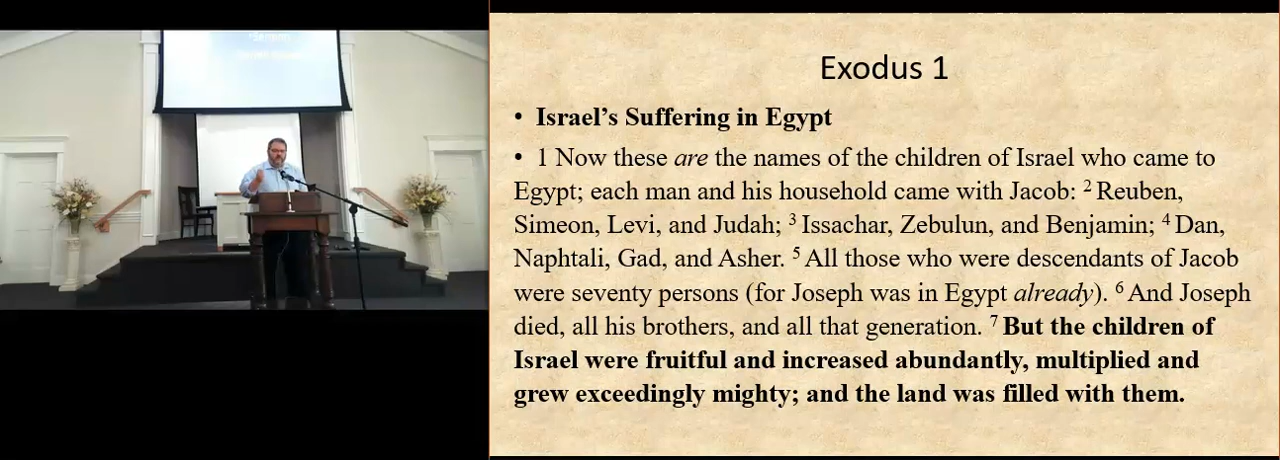 Exodus 1
• Israel’s Suffering in Egypt
• 1 Now these are the names of the children of Israel who came to
Egypt; each man and his household came with Jacob: 2 Reuben,
Simeon, Levi, and Judah; 3 Issachar, Zebulun, and Benjamin; 4 Dan,
Naphtali, Gad, and Asher. 5 All those who were descendants of Jacob
were seventy persons (for Joseph was in Egypt already). 6 And Joseph
died, all his brothers, and all that generation. 7 But the children of
Israel were fruitful and increased abundantly, multiplied and
grew exceedingly mighty; and the land was filled with them.